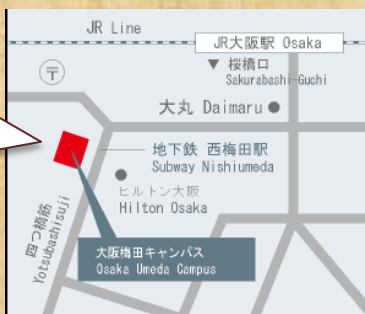 JR Line
JR大阪駅 Osaka
〒
▼ 桜橋口
Sakurabashi-Guchi
大丸 Daimaru
地下鉄 西梅田駅
Subway Nishiumeda
ヒルトン大阪
Hilton Osaka
四つ橋筋
Yotsubashisuji
大阪梅田キャンパス
Osaka Umeda Campus